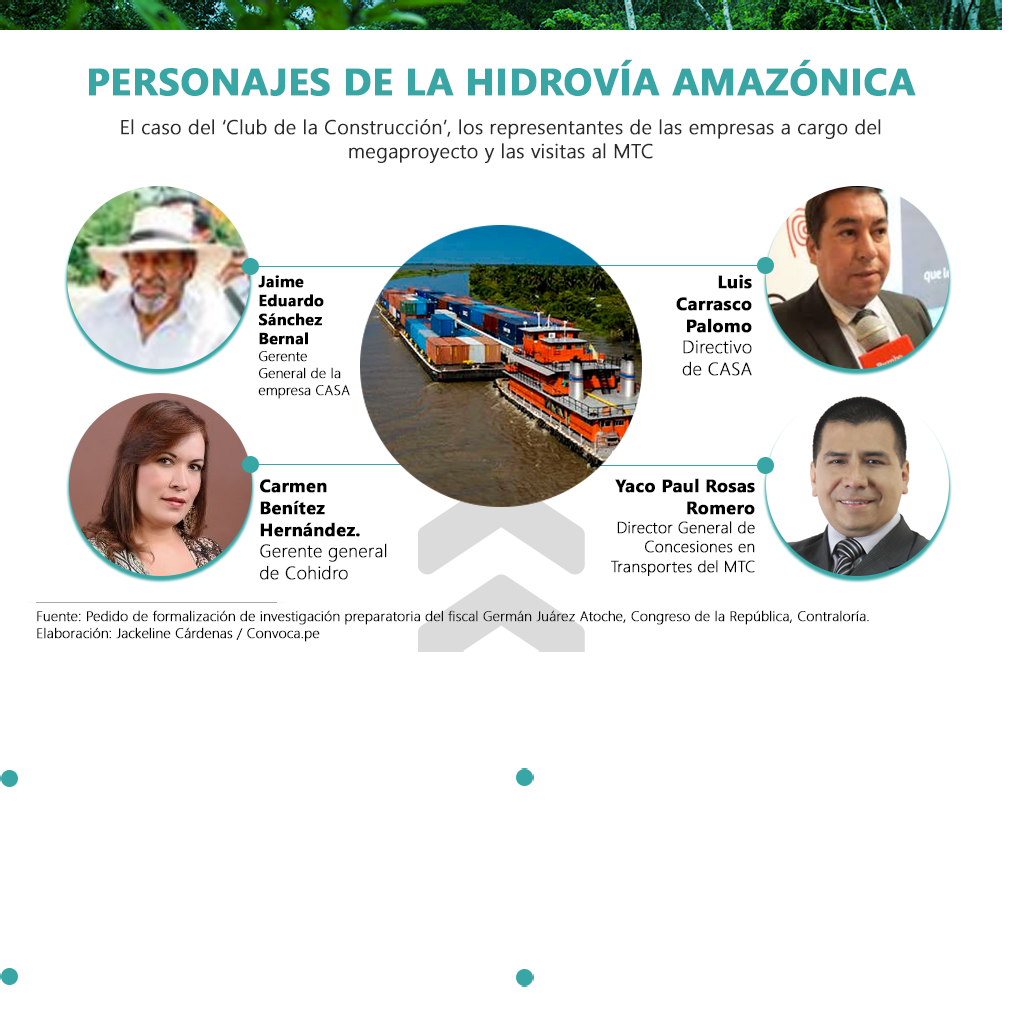 PERSONAJES DE LA HIDROVÍA AMAZÓNICA
El caso del ‘Club de la Construcción’, los representantes de las empresas a cargo del
megaproyecto y las visitas al MTC
Jaime
Eduardo
Sánchez
Bernal
Gerente
General de la
empresa CASA
Luis
Carrasco
Palomo
Directivo
de CASA
que l
Carmen
Benítez
Hernández.
Gerente general
de Cohidro
Yaco Paul Rosas
Romero
Director General de
Concesiones en
Transportes del MTC
Fuente: Pedido de formalización de investigación preparatoria del fiscal Germán Juárez Atoche, Congreso de la República, Contraloría.
Elaboración: Jackeline Cárdenas / Convoca.pe